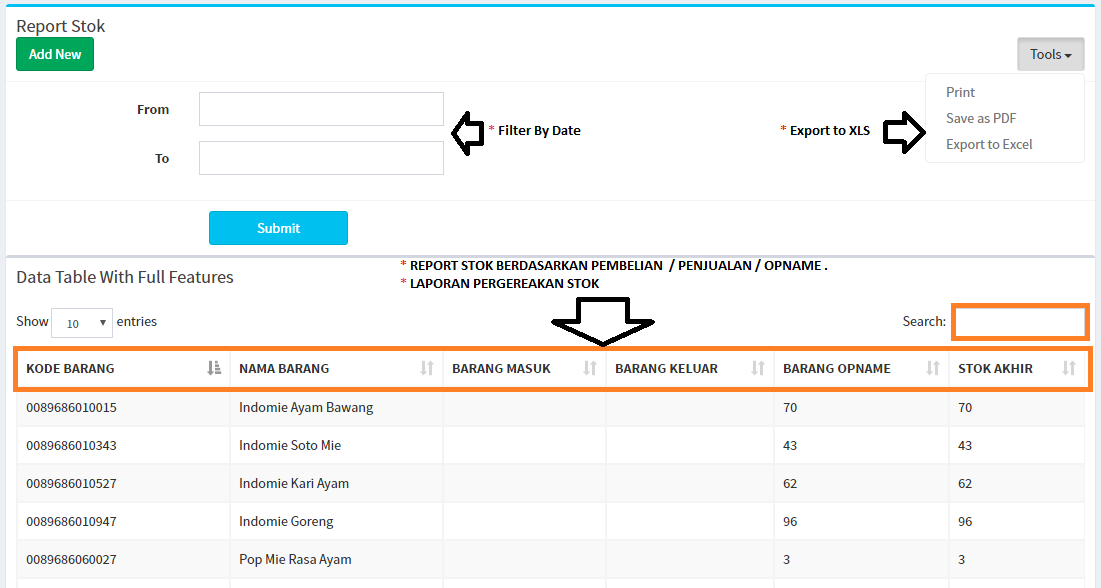 Report Stok
Add New
Tools
Print
Save as PDF
Export to Excel
From
To
* Filter By Date
* Export to XLS
Submit
Data Table With Full Features
* REPORT STOK BERDASARKAN PEMBELIAN / PENJUALAN / OPNAME .
* LAPORAN PERGEREAKAN STOK
Show 10 entries
Search:
KODE BARANG NAMA BARANG BARANG MASUK BARANG KELUAR BARANG OPNAME STOK AKHIR
0089686010015 Indomie Ayam Bawang 70 70
0089686010343 Indomie Soto Mie 43 43
0089686010527 Indomie Kari Ayam 62 62
0089686010947 Indomie Goreng 96 96
0089686060027 Pop Mie Rasa Ayam 3 3